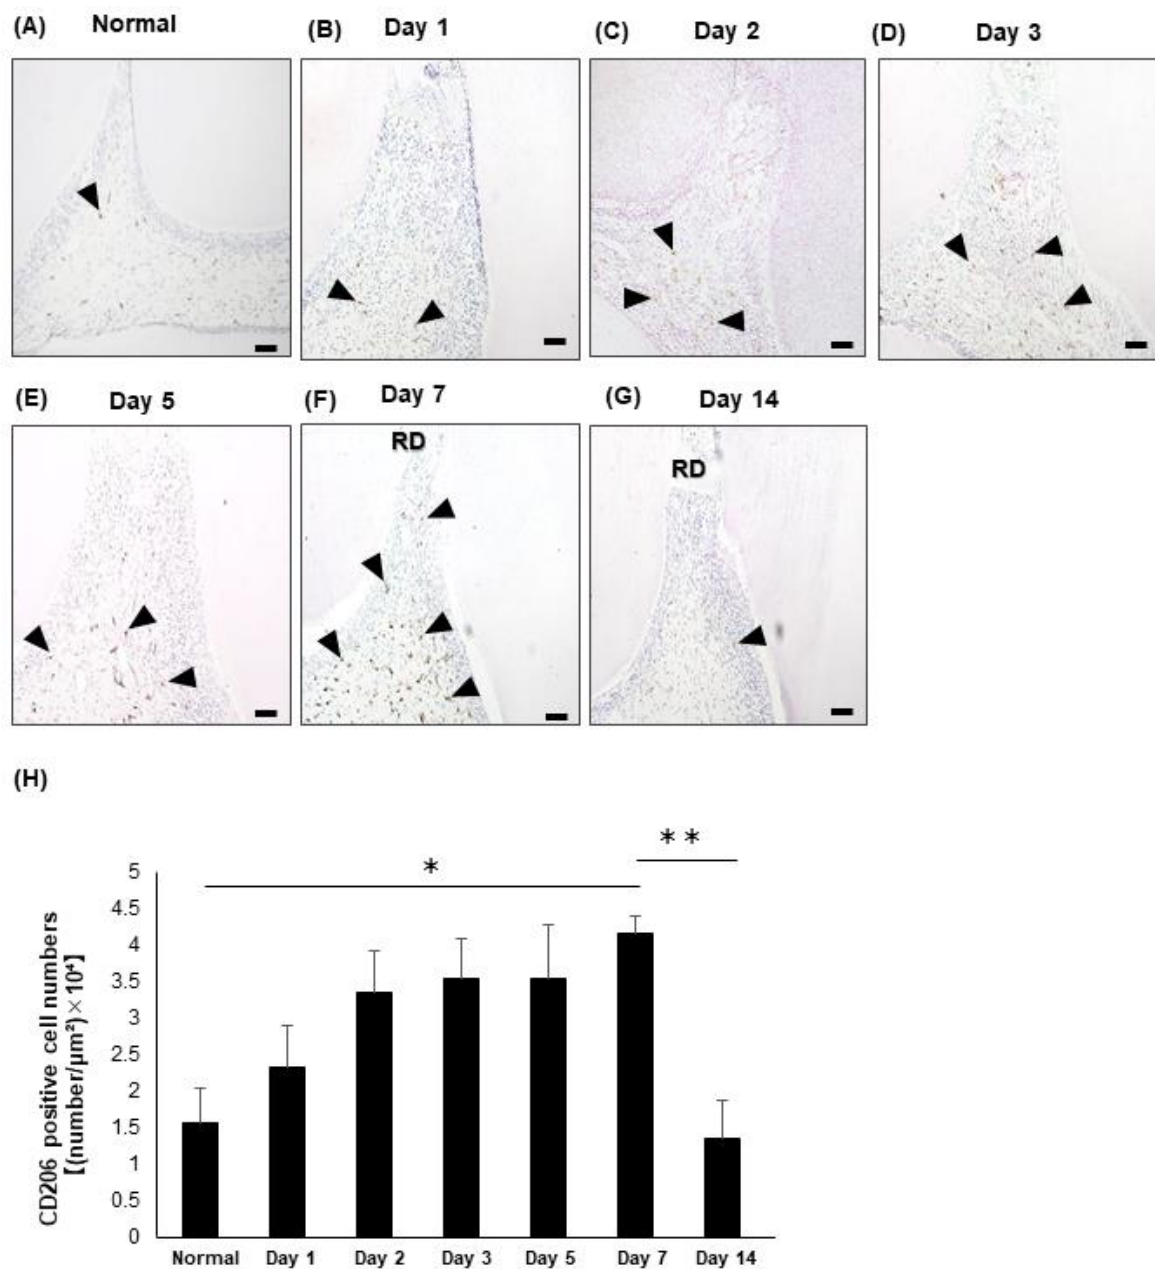 (A) Normal
(B) Day 1
(C) Day 2
(D) Day 3
(E) Day 5
(F) Day 7
RD
(G) Day 14
RD
(H)
CD206 positive cell numbers
【(number/μm²)×10⁴】
5
4.5
4
3.5
3
2.5
2
1.5
1
0.5
0
*
**
Normal Day 1 Day 2 Day 3 Day 5 Day 7 Day 14